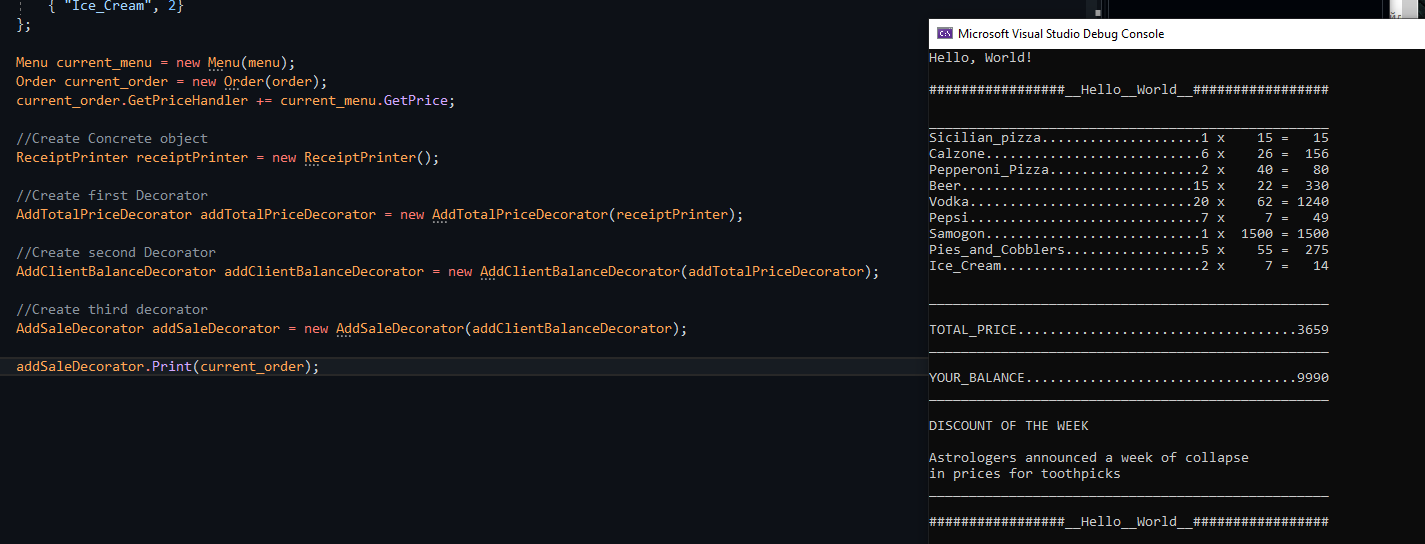 { "Ice_Cream", 2}
};
Menu current_menu = new Menu(menu);
Order current_order = new Order(order);
current_order.GetPriceHandler += current_menu.GetPrice;
//Create Concrete object
ReceiptPrinter receiptPrinter = new ReceiptPrinter();
//Create first Decorator
AddTotalPriceDecorator addTotalPriceDecorator = new AddTotalPriceDecorator(receiptPrinter);
//Create second Decorator
AddClientBalanceDecorator addClientBalanceDecorator = new AddClientBalanceDecorator(addTotalPriceDecorator);
//Create third decorator
AddSaleDecorator addSaleDecorator = new AddSaleDecorator(addClientBalanceDecorator);
addSaleDecorator.Print(current_order);
Microsoft Visual Studio Debug Console
Hello, World!
#################__Hello__World__#################
__________________________________________________
Sicilian_pizza....................1 x    15 =   15
Calzone...........................6 x    26 =  156
Pepperoni_Pizza...................2 x    40 =   80
Beer.............................15 x    22 =  330
Vodka............................20 x    62 = 1240
Pepsi.............................7 x     7 =   49
Samogon...........................1 x  1500 = 1500
Pies_and_Cobblers.................5 x    55 =  275
Ice_Cream.........................2 x     7 =   14
__________________________________________________
TOTAL_PRICE...................................3659
__________________________________________________
YOUR_BALANCE..................................9990
__________________________________________________
DISCOUNT OF THE WEEK
Astrologers announced a week of collapse
in prices for toothpicks
__________________________________________________
#################__Hello__World__#################